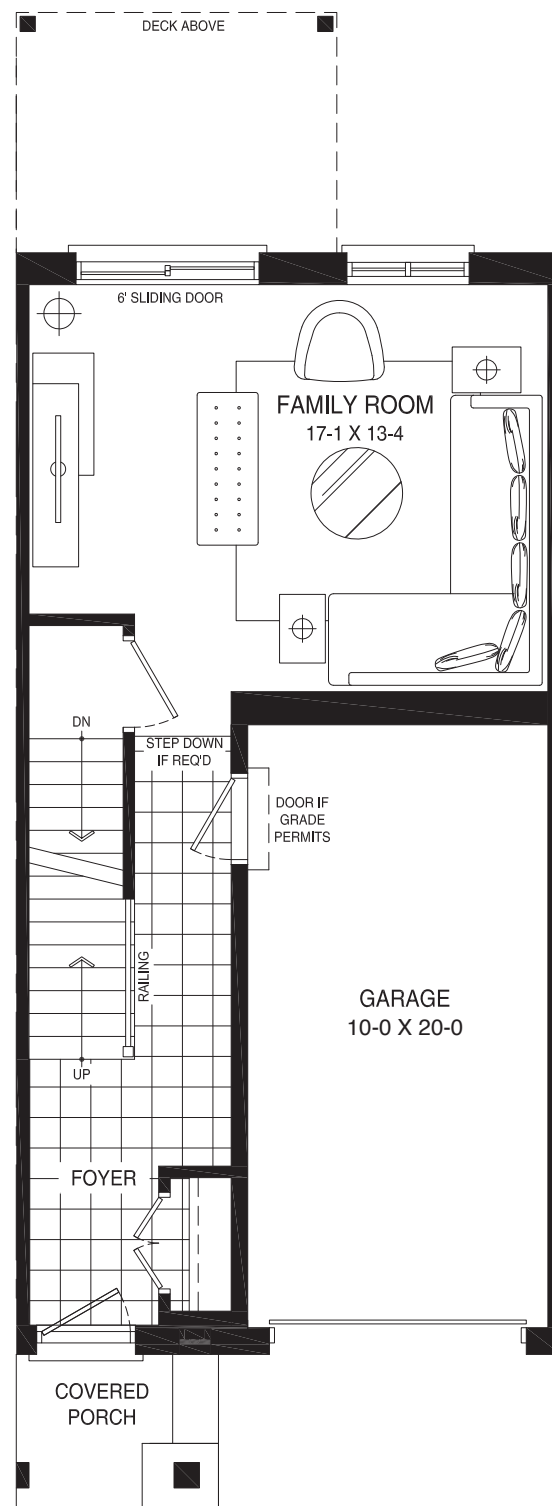 DECK ABOVE
6' SLIDING DOOR
FAMILY ROOM
17-1 X 13-4
DN
STEP DOWN
IF REQ'D
DOOR IF
GRADE
PERMITS
RAILING
UP
GARAGE
10-0 X 20-0
FOYER
COVERED
PORCH